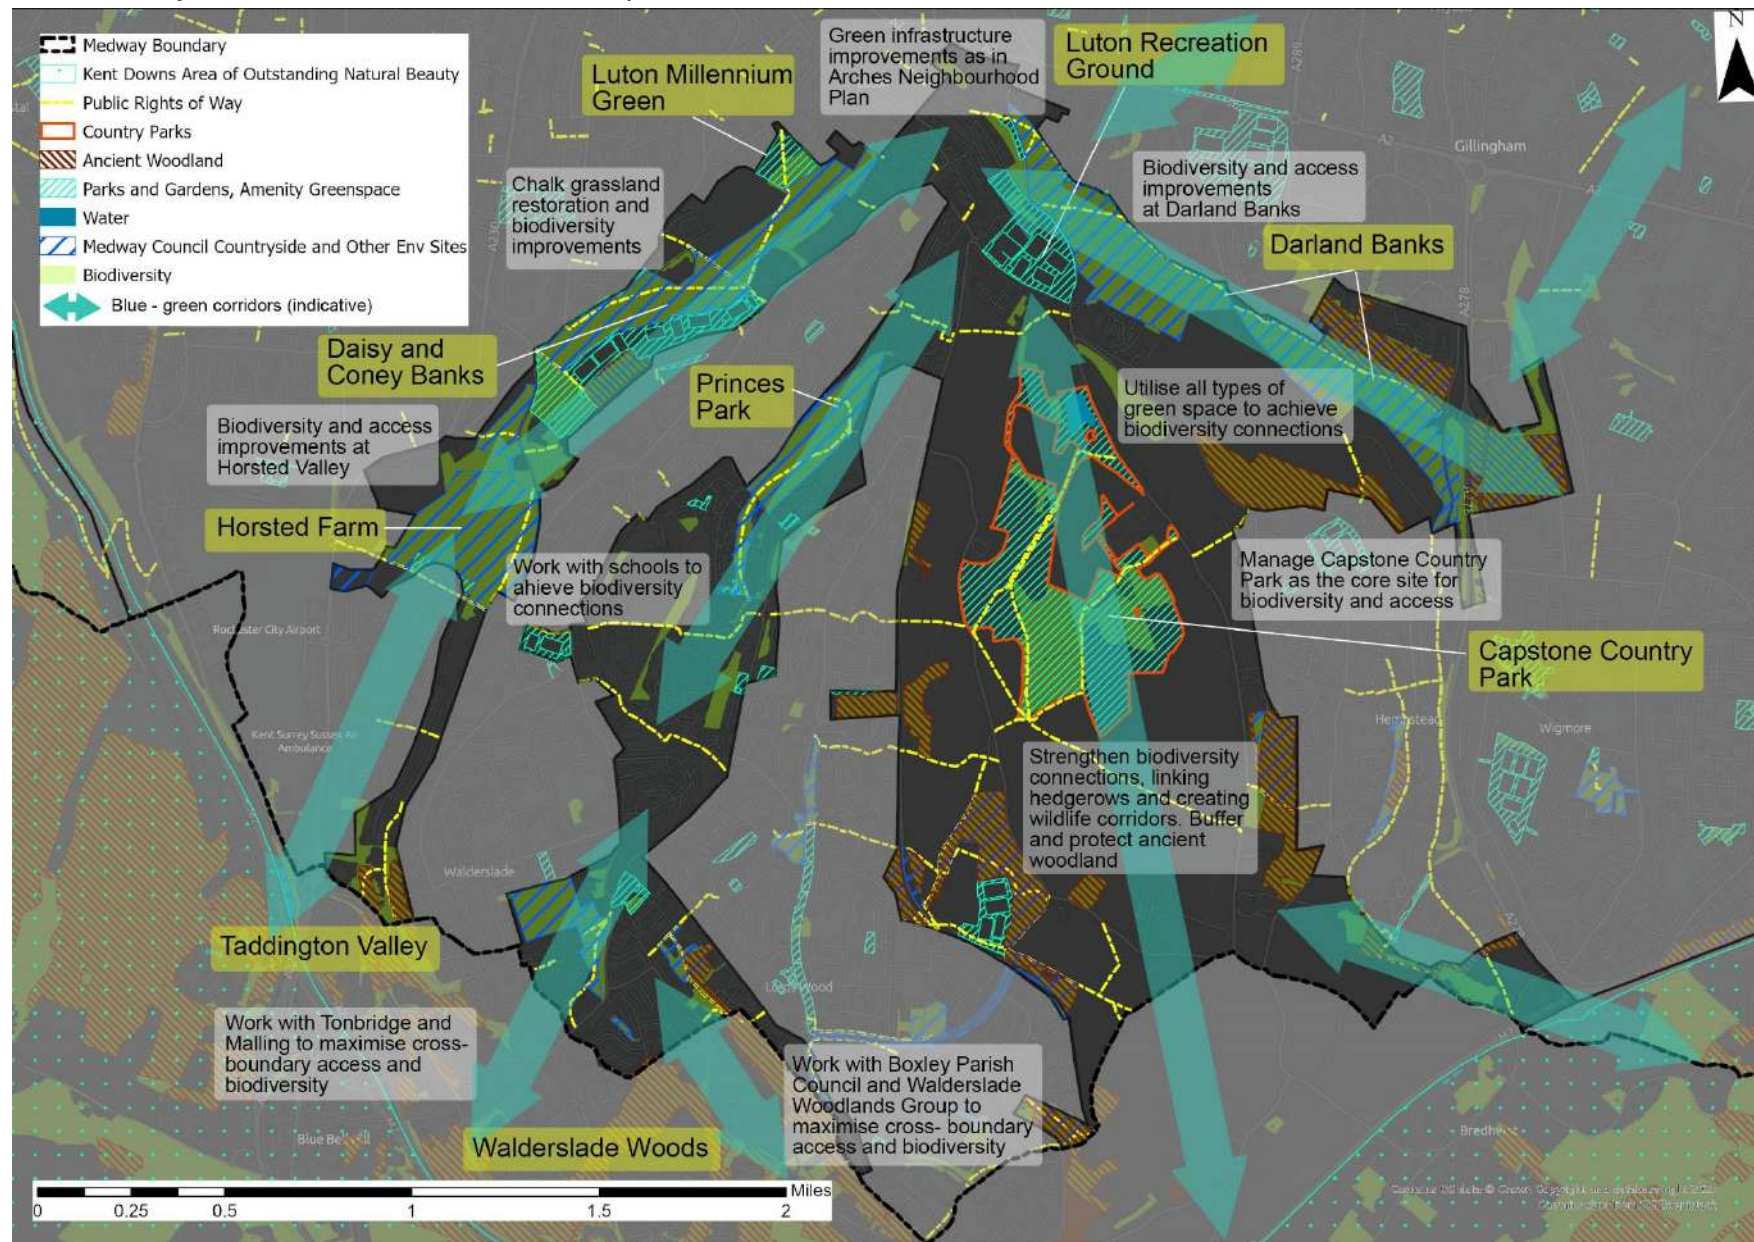 Medway Boundary
Kent Downs Area of Outstanding Natural Beauty
Public Rights of Way
Country Parks
Ancient Woodland
Parks and Gardens, Amenity Greenspace
Water
Medway Council Countryside and Other Env Sites
Biodiversity
Blue - green corridors (indicative)
Luton Millennium
Green
Green infrastructure
improvements as in
Arches Neighbourhood
Plan
Luton Recreation
Ground
N
A289
A2
Gillingham
A2
A230
Chalk grassland
restoration and
biodiversity
improvements
Biodiversity and access
improvements
at Darland Banks
Darland Banks
A278
Daisy and
Coney Banks
Princes
Park
Utilise all types of
green space to achieve
biodiversity connections
Biodiversity and access
improvements at
Horsted Valley
Horsted Farm
Work with schools to
ahieve biodiversity
connections
Manage Capstone Country
Park as the core site for
biodiversity and access
Rochester City Airport
Capstone Country
Park
Kent Surrey Sussex Air
Ambulance
Hempstead
Wigmore
Strengthen biodiversity
connections, linking
hedgerows and creating
wildlife corridors. Buffer
and protect ancient
woodland
Walderslade
Taddington Valley
Lords Wood
Work with Tonbridge and
Malling to maximise cross-
boundary access and
biodiversity
Work with Boxley Parish
Council and Walderslade
Woodlands Group to
maximise cross- boundary
access and biodiversity
Blue Bell Hill
Walderslade Woods
Bredhurst
Miles
0 0.25 0.5 1 1.5 2